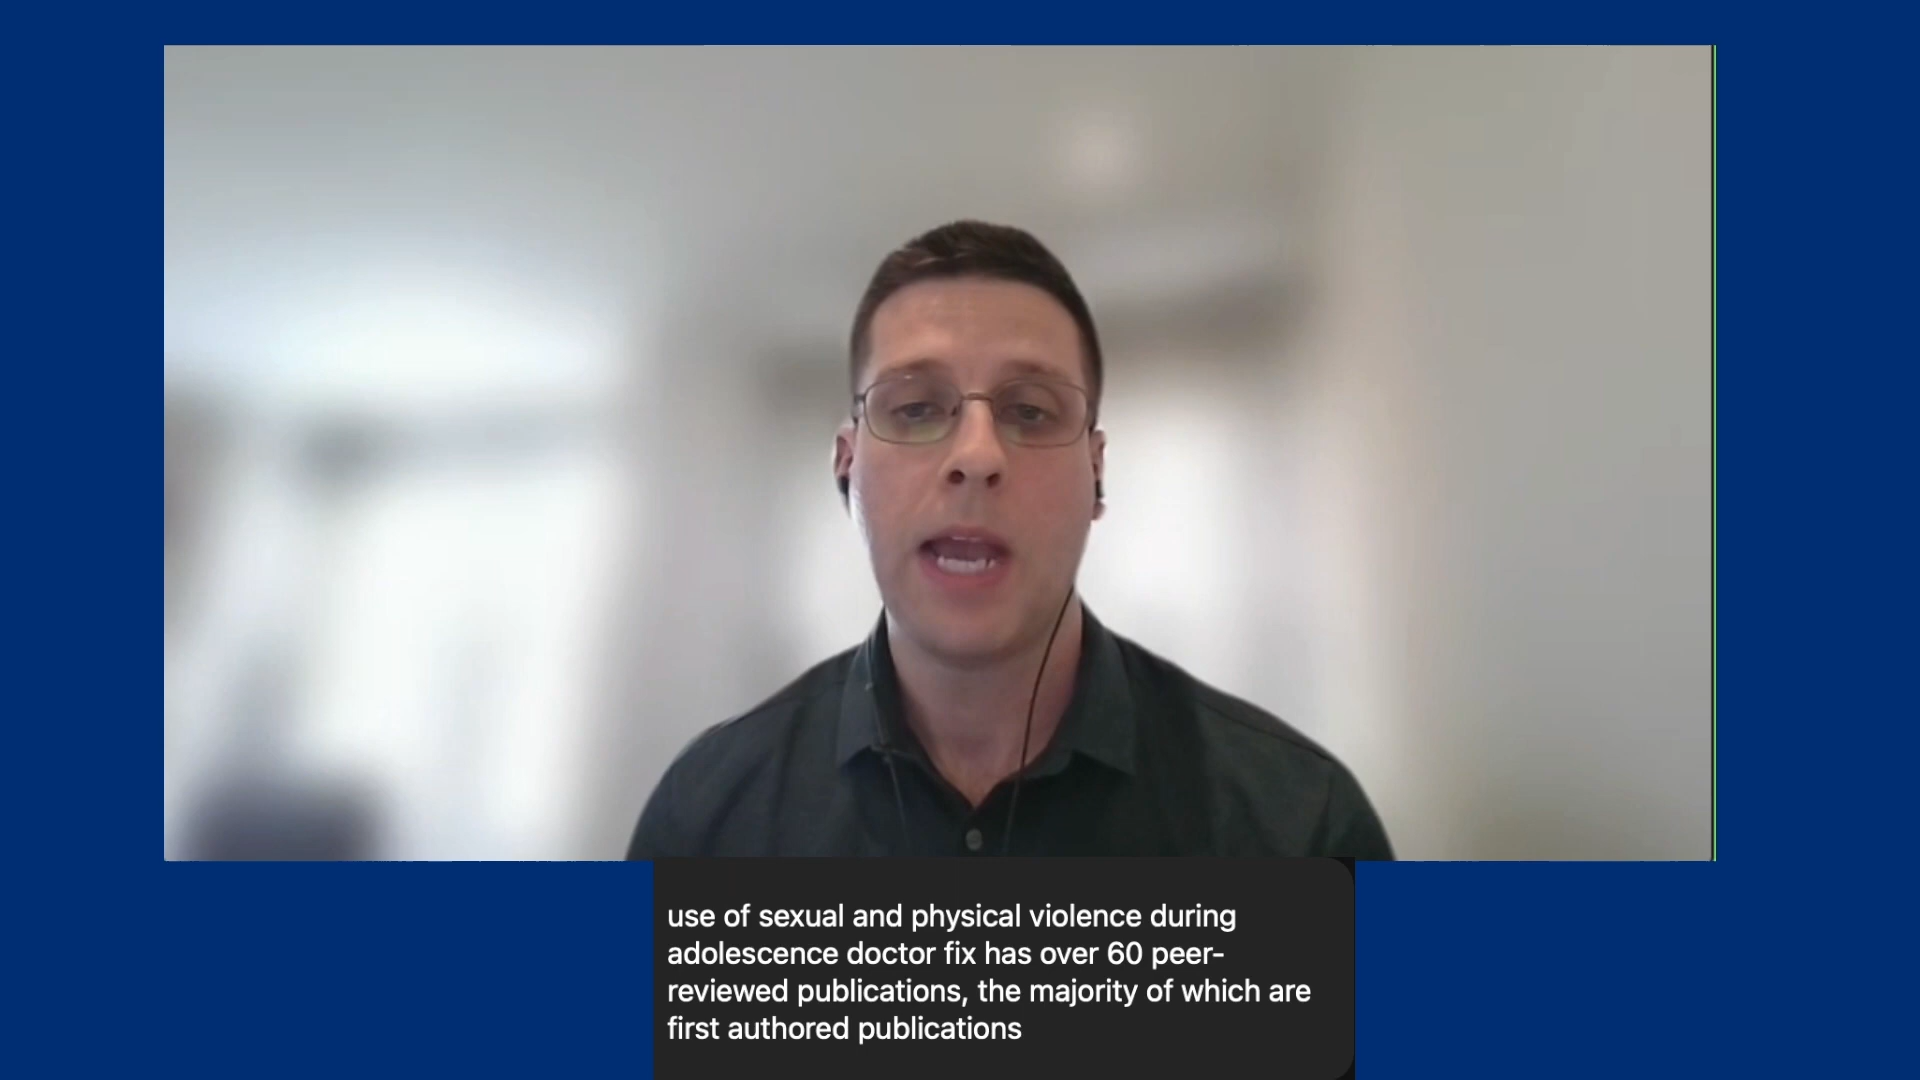 use of sexual and physical violence during
adolescence doctor fix has over 60 peer-
reviewed publications, the majority of which are
first authored publications